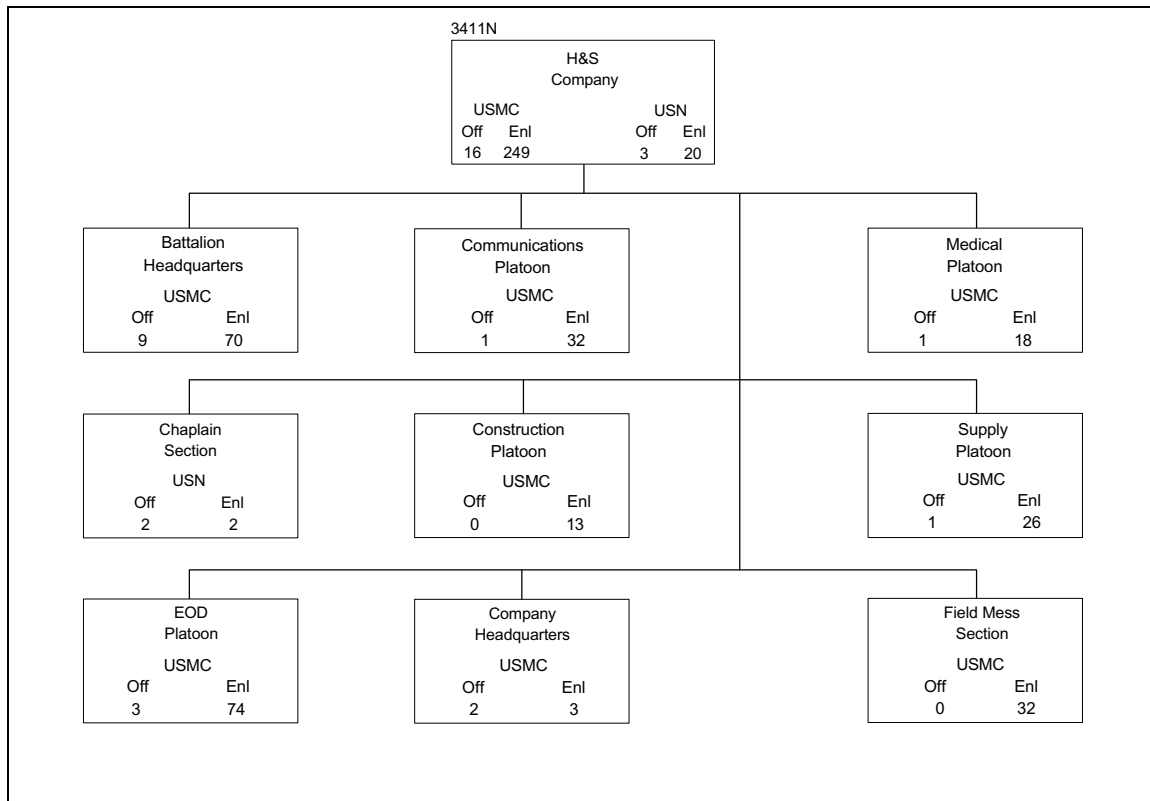 3411N
H&S
Company
USMC USN
Off Enl Off Enl
16 249 3 20
Battalion
Headquarters
USMC
Off Enl
9 70
Communications
Platoon
USMC
Off Enl
1 32
Medical
Platoon
USMC
Off Enl
1 18
Chaplain
Section
USN
Off Enl
2 2
Construction
Platoon
USMC
Off Enl
0 13
Supply
Platoon
USMC
Off Enl
1 26
EOD
Platoon
USMC
Off Enl
3 74
Company
Headquarters
USMC
Off Enl
2 3
Field Mess
Section
USMC
Off Enl
0 32